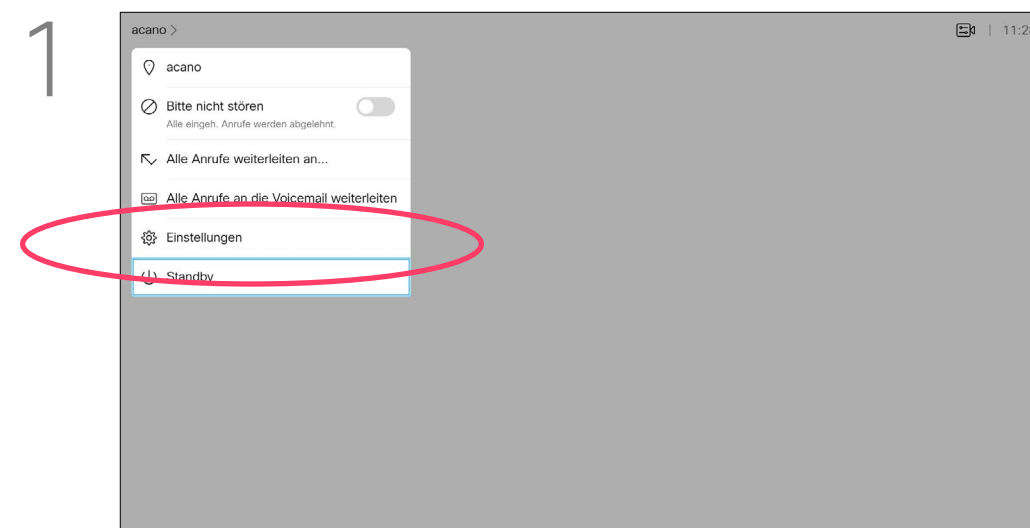 1
acano >
11:2
acano
Bitte nicht stören
Alle eingeh. Anrufe werden abgelehnt.
Alle Anrufe weiterleiten an...
Alle Anrufe an die Voicemail weiterleiten
Einstellungen
Standby